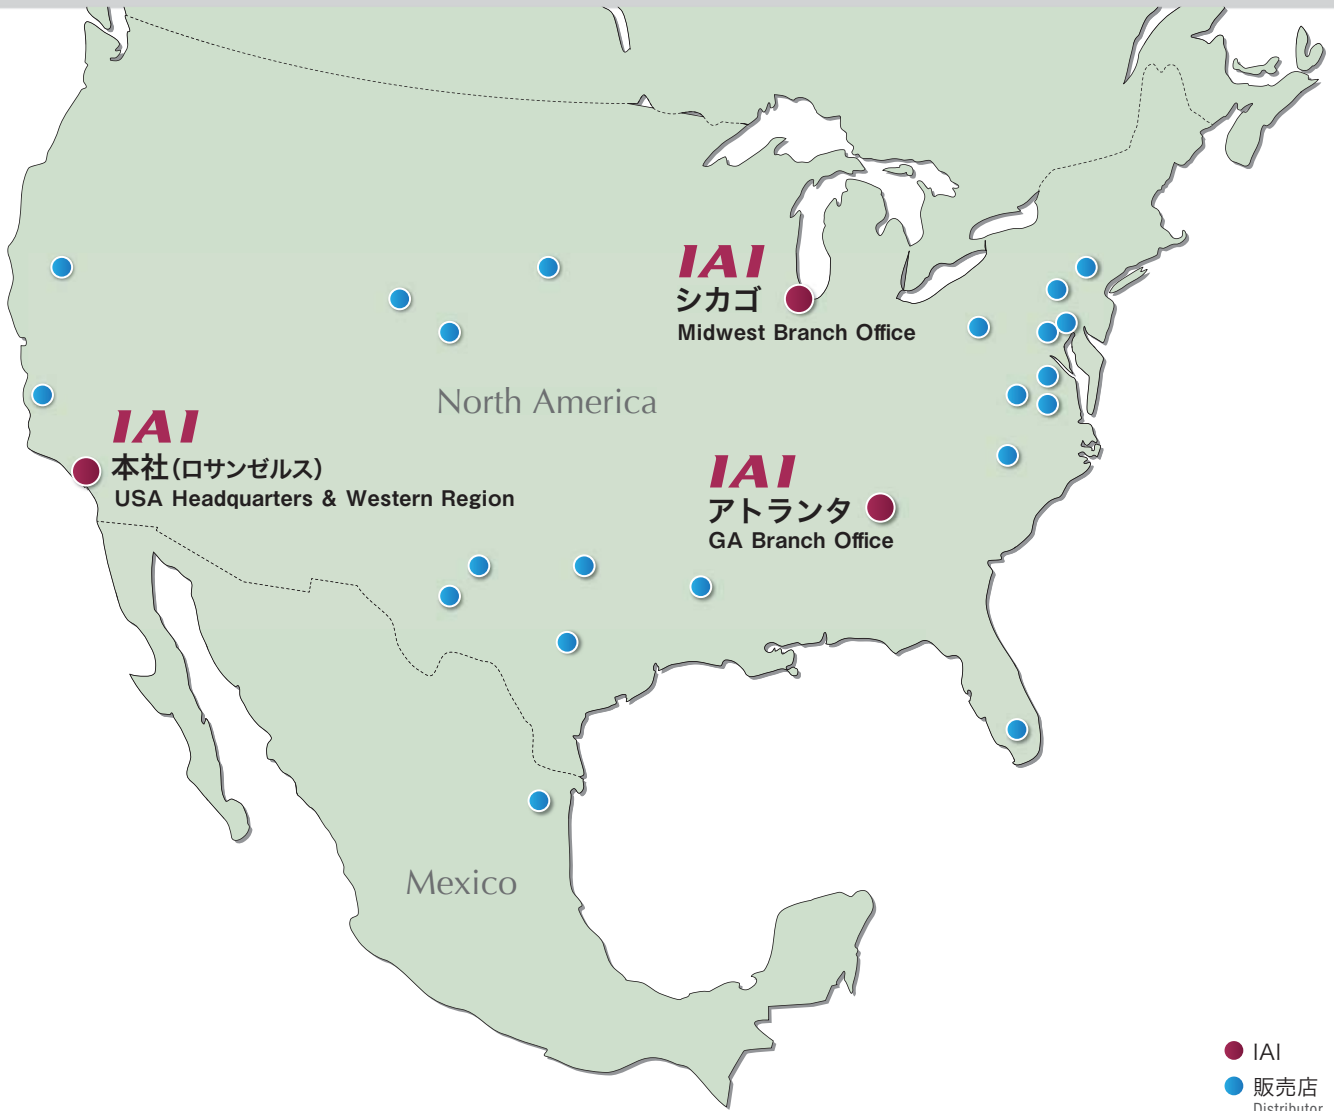 IAI
シカゴ
Midwest Branch Office
North America
IAI
本社(ロサンゼルス)
USA Headquarters & Western Region
IAI
アトランタ
GA Branch Office
Mexico
IAI
販売店
Distributor